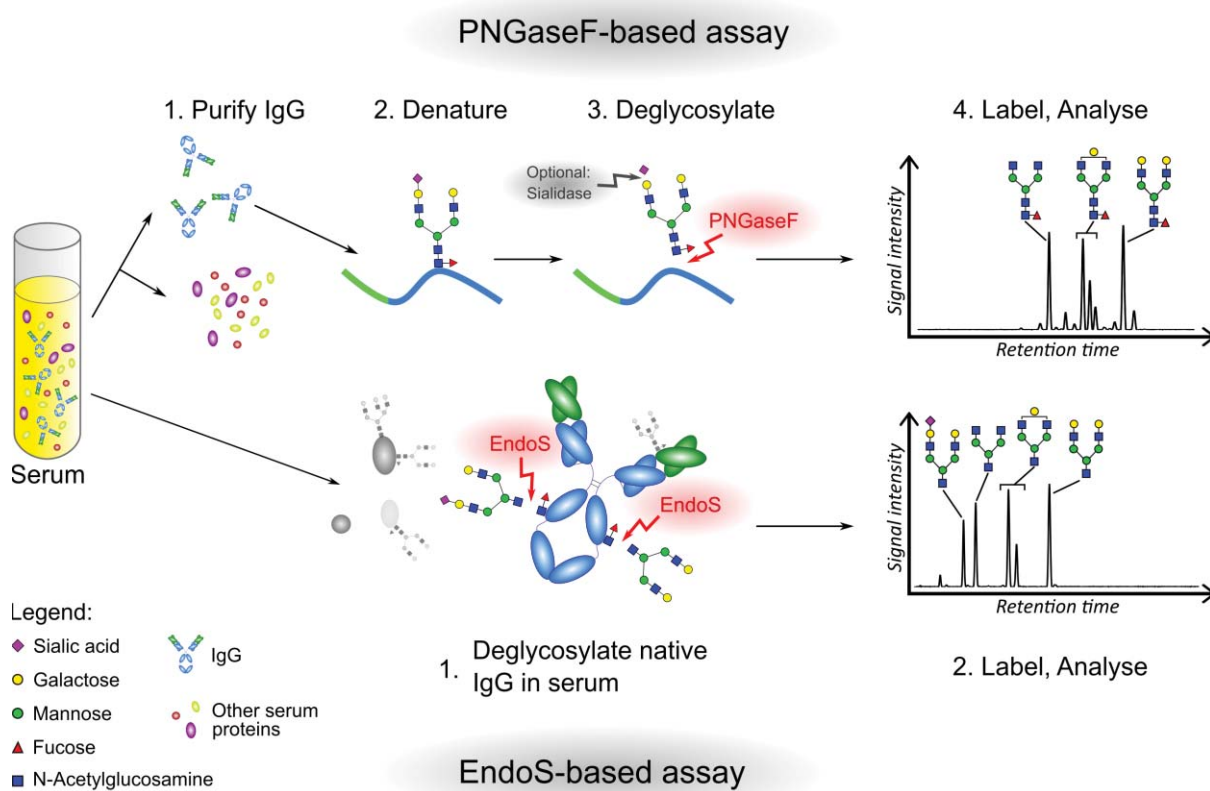 PNGaseF-based assay
1. Purify IgG
2. Denature
3. Deglycosylate
4. Label, Analyse
Optional:
Sialidase
PNGaseF
Signal intensity
Retention time
Serum
EndoS
EndoS
Signal intensity
Retention time
1. Deglycosylate native
IgG in serum
2. Label, Analyse
Legend:
Sialic acid
Galactose
Mannose
Fucose
N-Acetylglucosamine
IgG
Other serum
proteins
EndoS-based assay